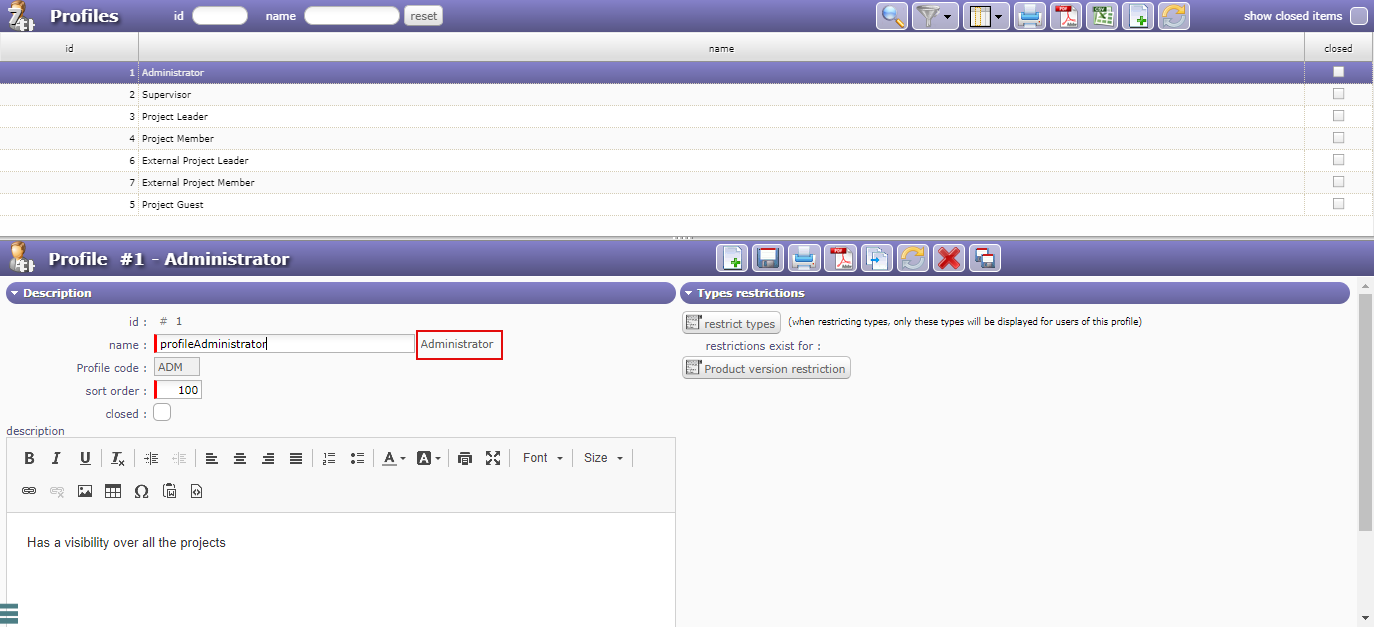 Profiles id name reset show closed items
id name closed
1 Administrator
2 Supervisor
3 Project Leader
4 Project Member
6 External Project Leader
7 External Project Member
5 Project Guest
Profile #1 - Administrator
Description
id : # 1
name : profileAdministrator Administrator
Profile code : ADM
sort order : 100
closed :
description
B I U Tx A A Font Size
Ω
Has a visibility over all the projects
Types restrictions
restrict types (when restricting types, only these types will be displayed for users of this profile)
restrictions exist for :
Product version restriction